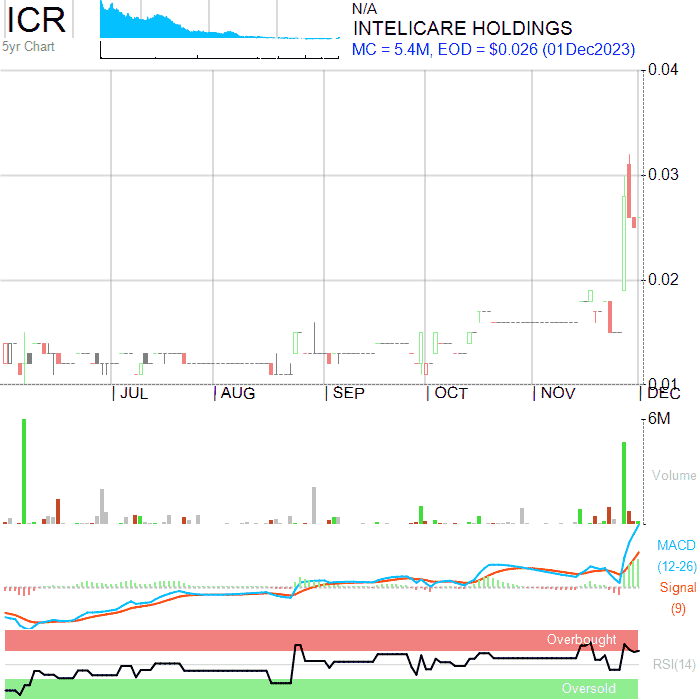 ICR
5yr Chart
N/A
INTELICARE HOLDINGS
MC = 5.4M, EOD = $0.026 (01Dec2023)
0.04
0.03
0.02
0.01
JUL
AUG
SEP
OCT
NOV
DEC
6M
Volume
MACD
(12-26)
Signal
(9)
Overbought
RSI(14)
Oversold